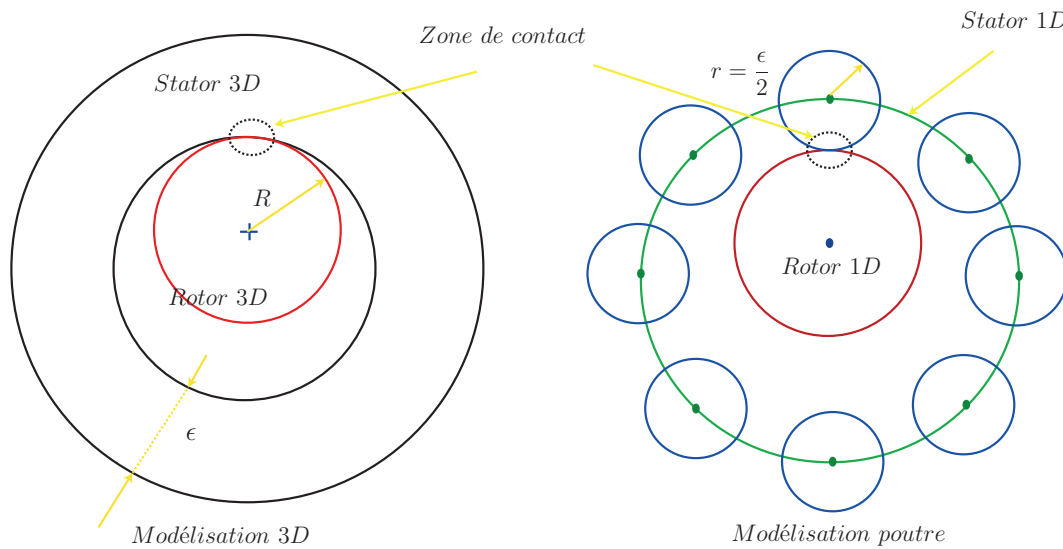 Stator 3D
Zone de contact
R
Rotor 3D
ϵ
Modélisation 3D
Stator 1D
r = ϵ/2
Rotor 1D
Modélisation poutre